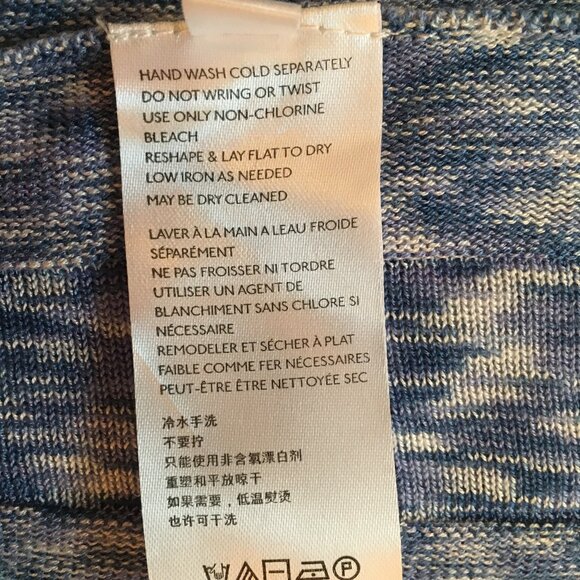 HAND WASH COLD SEPARATELY
DO NOT WRING OR TWIST
USE ONLY NON-CHLORINE
BLEACH
RESHAPE & LAY FLAT TO DRY
LOW IRON AS NEEDED
MAY BE DRY CLEANED
LAVER À LA MAIN A LEAU FROIDE
SÉPARÉMENT
NE PAS FROISSER NI TORDRE
UTILISER UN AGENT DE
BLANCHIMENT SANS CHLORE SI
NÉCESSAIRE
REMODELER ET SÉCHER À PLAT
FAIBLE COMME FER NÉCESSAIRES
PEUT-ÊTRE ÊTRE NETTOYÉE SEC
冷水手洗
不要拧
只能使用非含氧漂白剂
重塑和平放晾干
如果需要，低温熨烫
也许可干洗
P